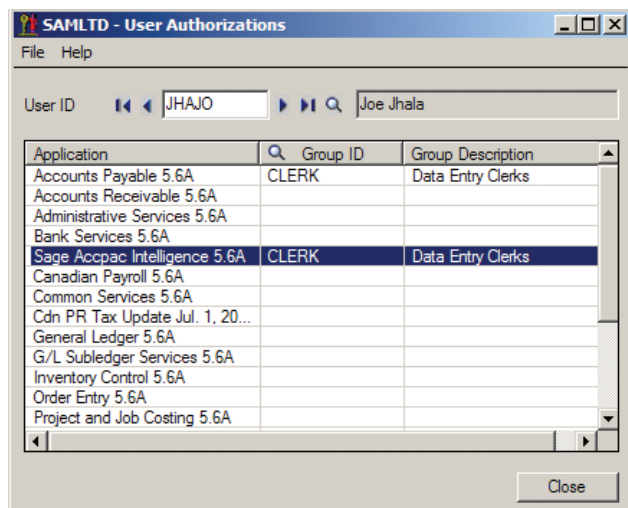 SAMLTD - User Authorizations
File Help
User ID JHAJO Joe Jhala
Application Group ID Group Description
Accounts Payable 5.6A CLERK Data Entry Clerks
Accounts Receivable 5.6A
Administrative Services 5.6A
Bank Services 5.6A
Sage Accpac Intelligence 5.6A CLERK Data Entry Clerks
Canadian Payroll 5.6A
Common Services 5.6A
Cdn PR Tax Update Jul. 1, 20...
General Ledger 5.6A
G/L Subledger Services 5.6A
Inventory Control 5.6A
Order Entry 5.6A
Project and Job Costing 5.6A
Close